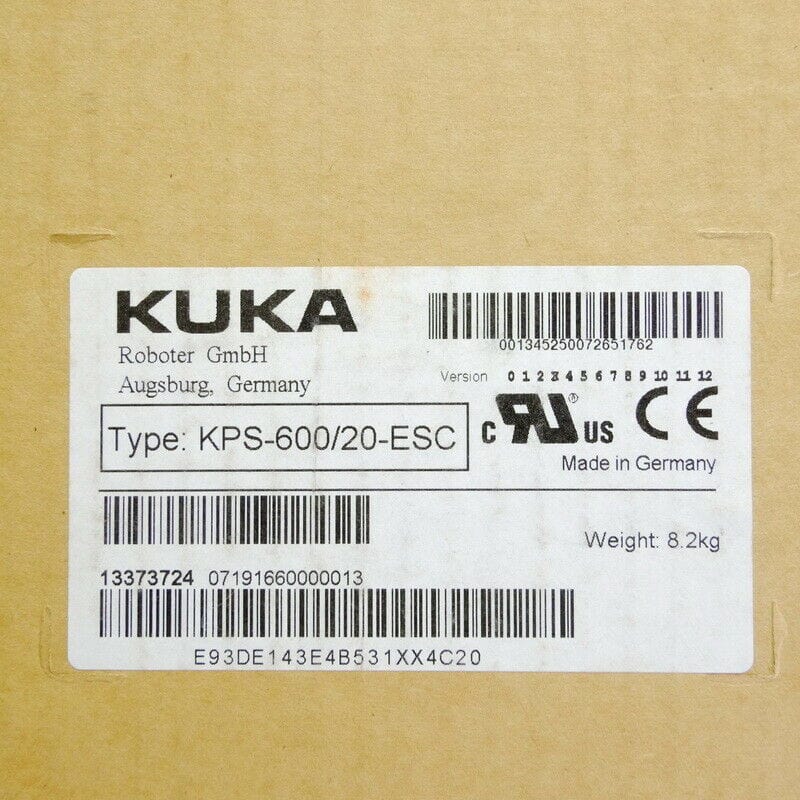 KUKA
Roboter GmbH
Augsburg, Germany
001345250072651762
Version 0 1 2 3 4 5 6 7 8 9 10 11 12
Type: KPS-600/20-ESC
c RU ® US CE
Made in Germany
Weight: 8.2kg
13373724 07191660000013
E93DE143E4B531XX4C20